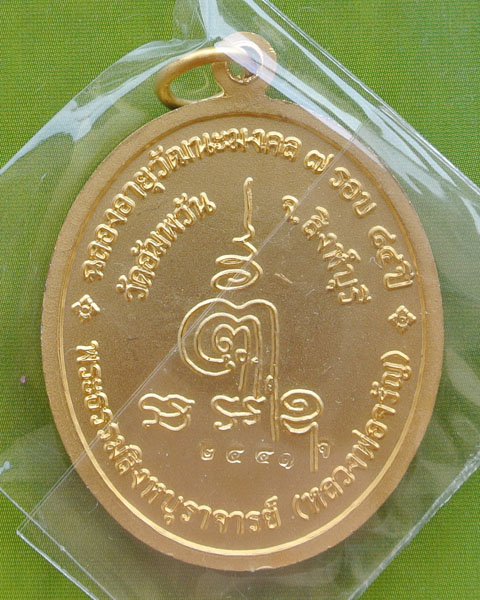 ฉลองอายุวัฒนะมงคล ๗ รอบ ๘๔ ปี
วัดอัมพวัน
จ.สิงห์บุรี
๒๕๕๑
พระธรรมสิงหบุราจารย์ (หลวงพ่อจรัญ)